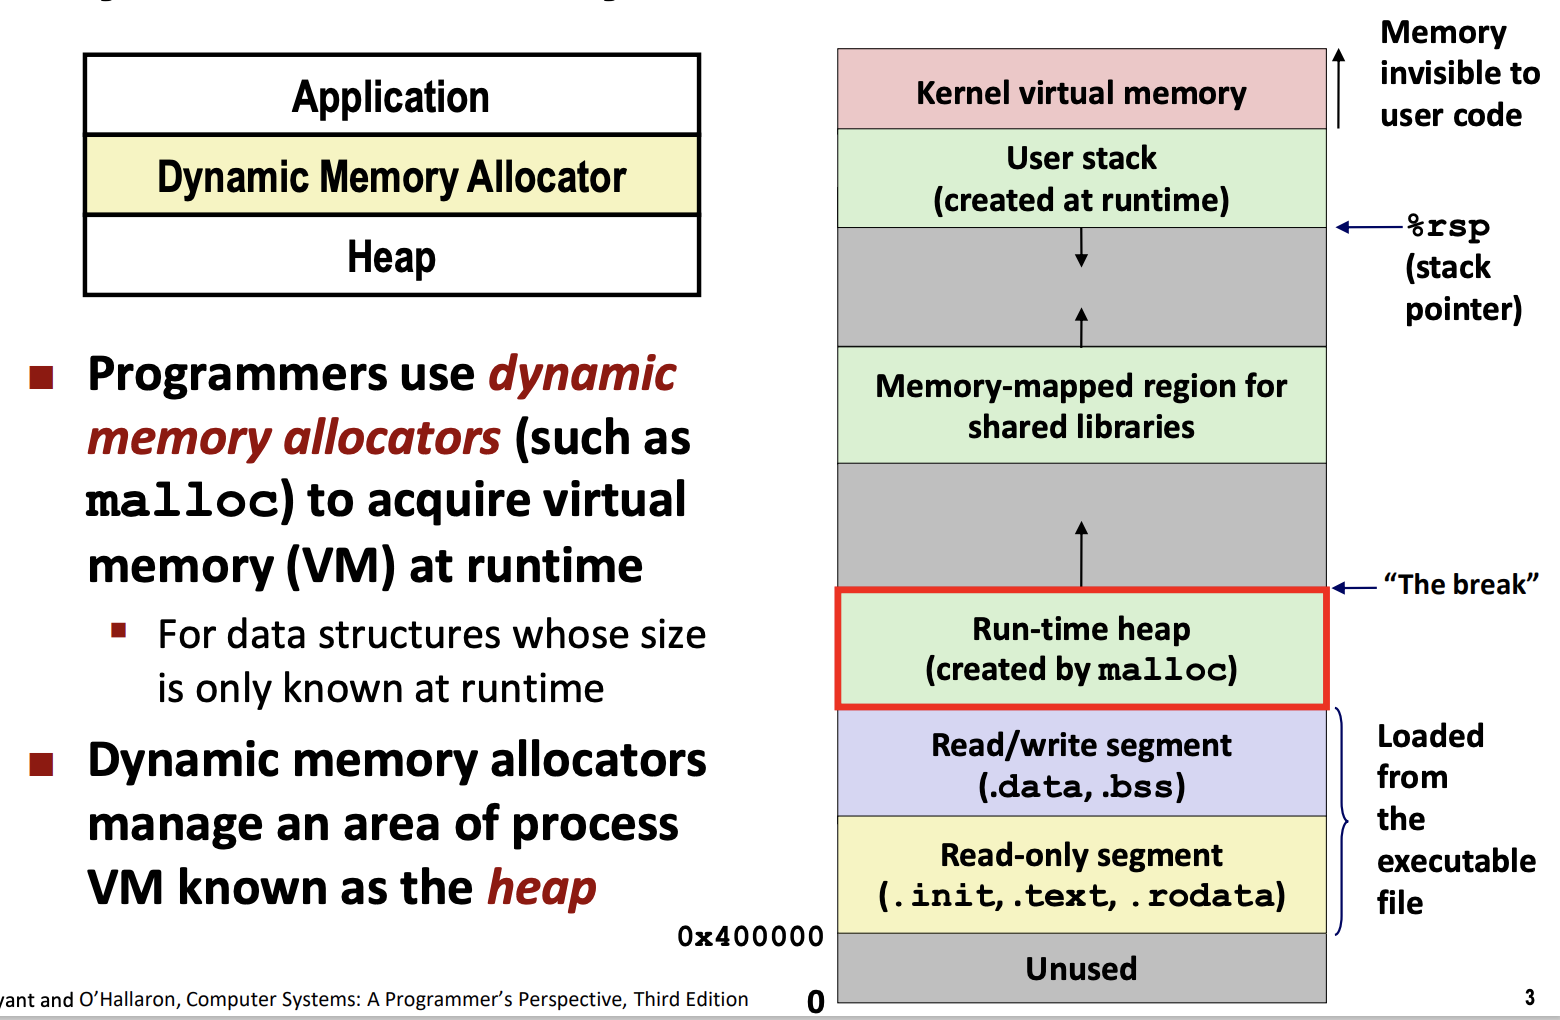 Application
Dynamic Memory Allocator
Heap
Programmers use dynamic
memory allocators (such as
malloc) to acquire virtual
memory (VM) at runtime
For data structures whose size
is only known at runtime
Dynamic memory allocators
manage an area of process
VM known as the heap
Memory
invisible to
user code
Kernel virtual memory
User stack
(created at runtime)
%rsp
(stack
pointer)
Memory-mapped region for
shared libraries
“The break”
Run-time heap
(created by malloc)
Read/write segment
(.data, .bss)
Read-only segment
(.init, .text, .rodata)
Loaded
from
the
executable
file
0x400000
Unused
0
and O’Hallaron, Computer Systems: A Programmer’s Perspective, Third Edition
3